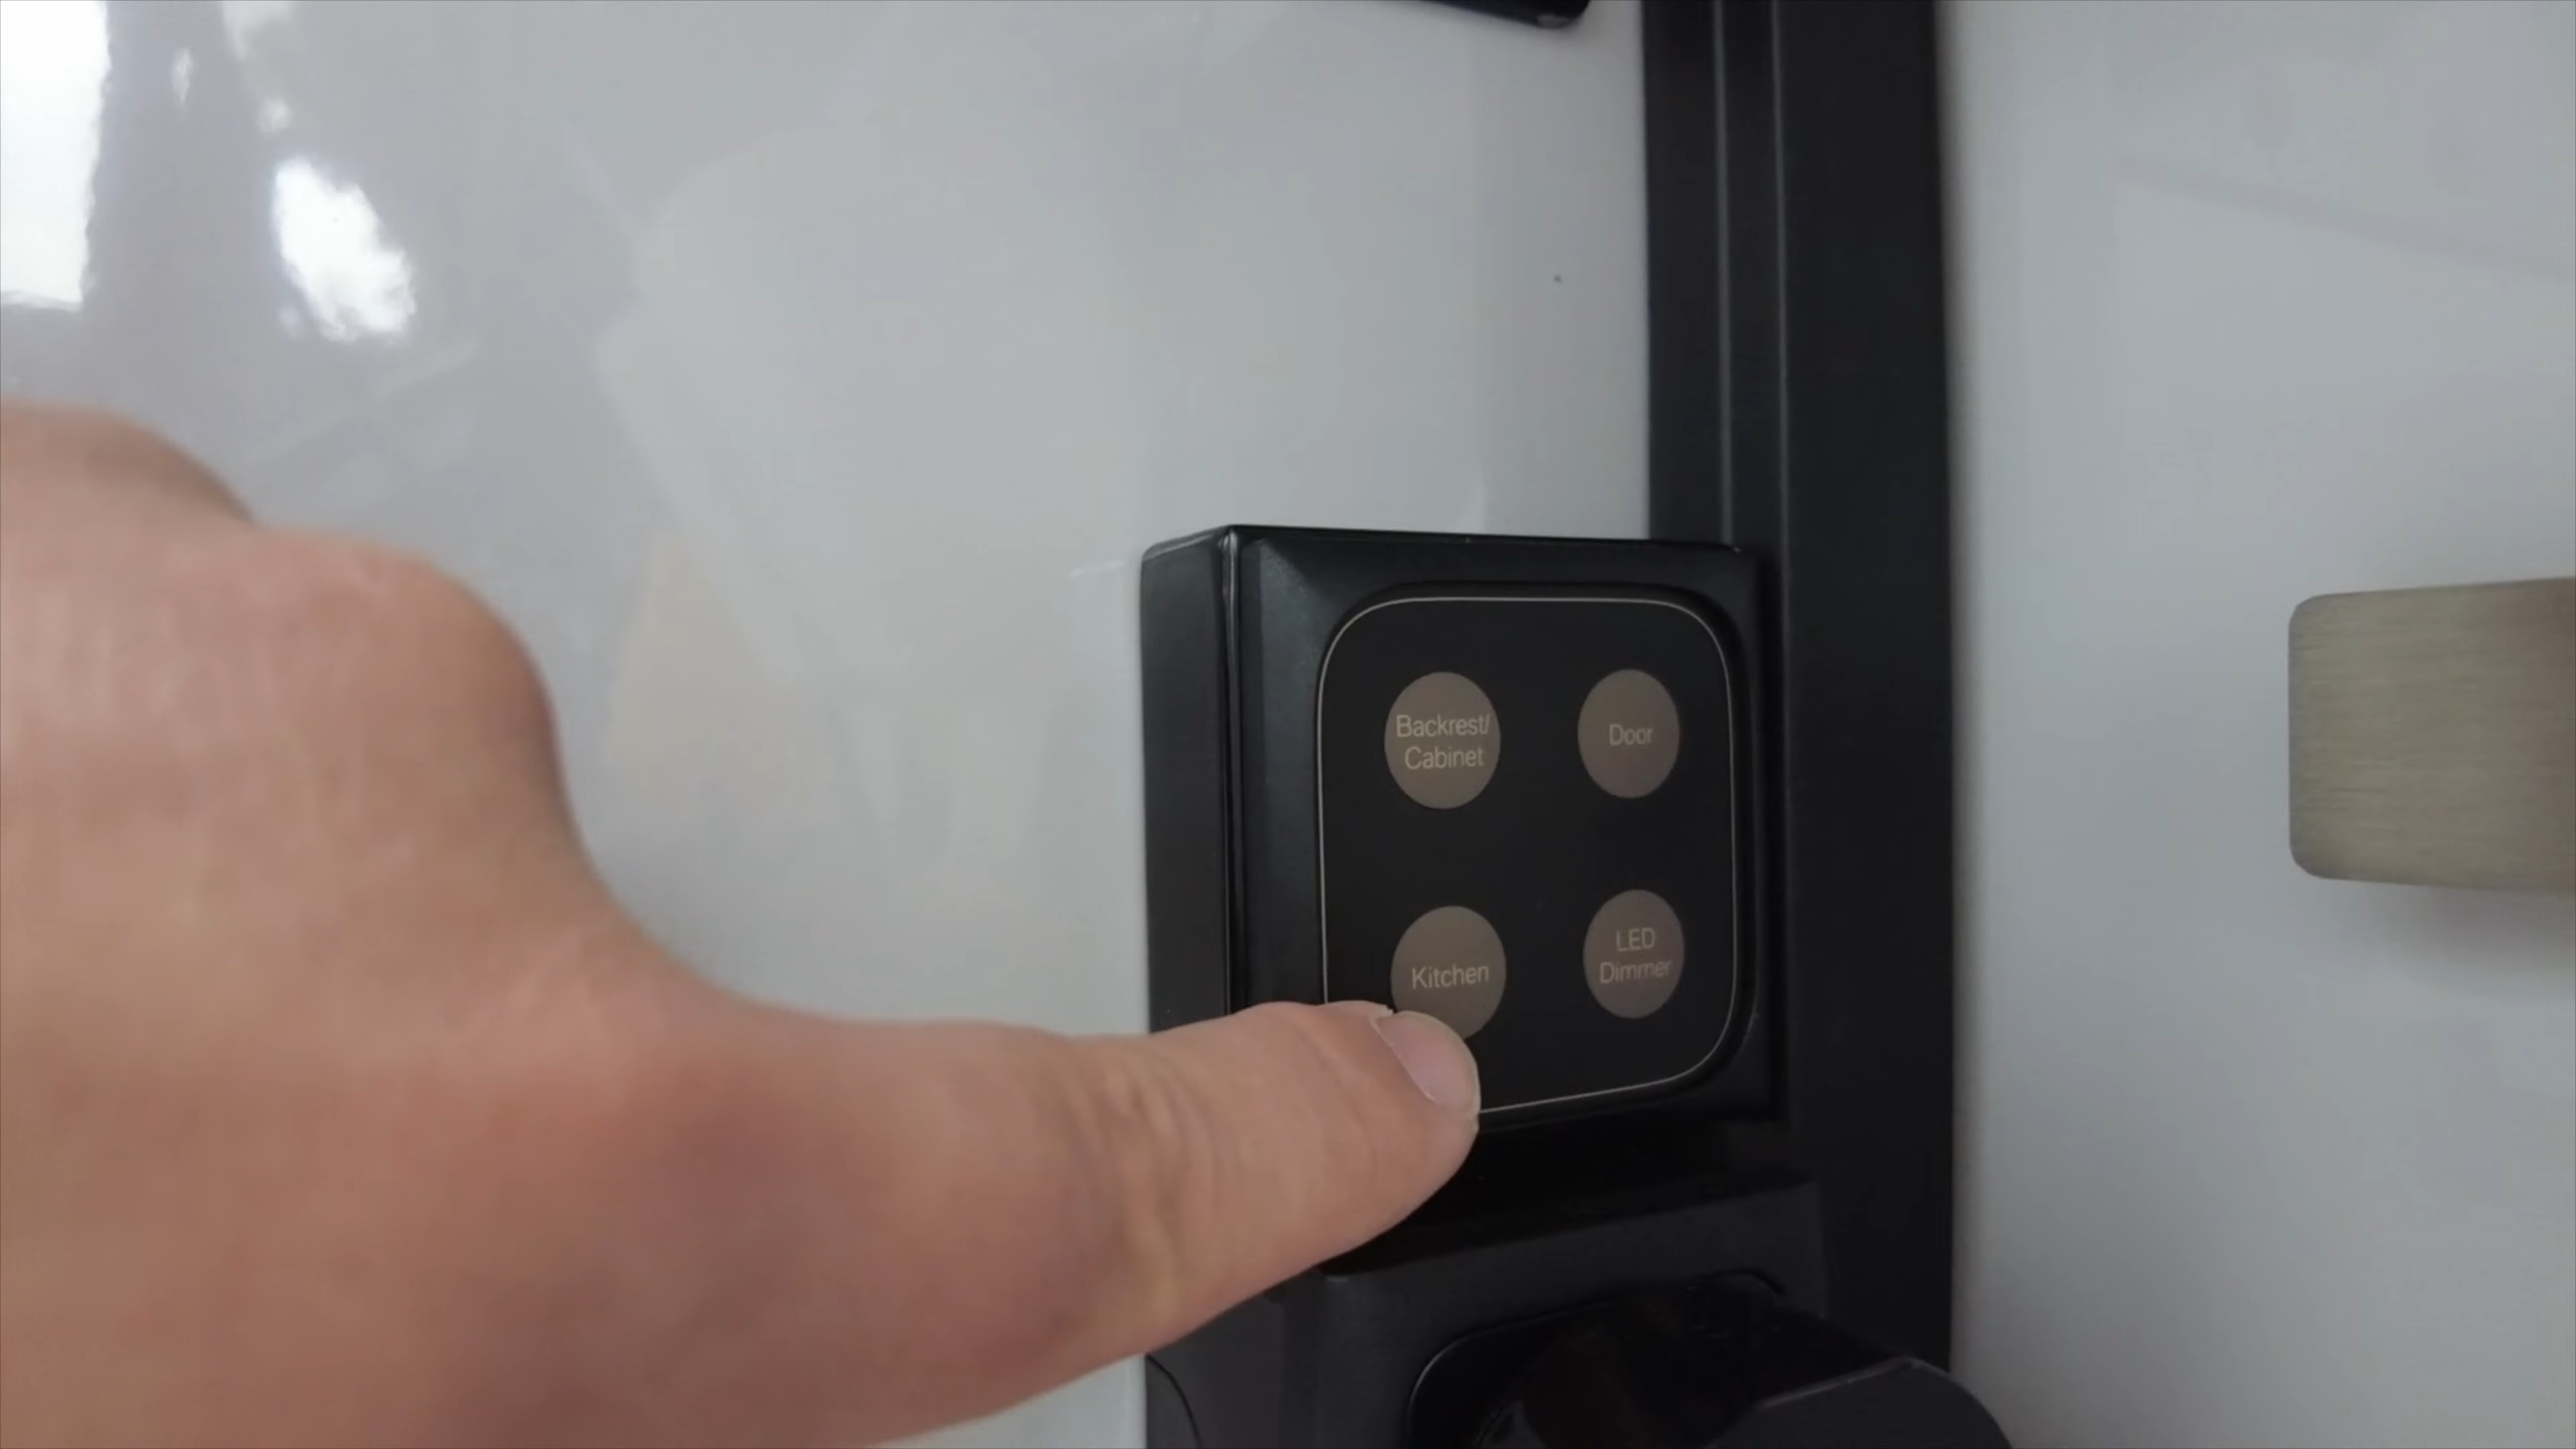 Backrest/
Cabinet
Door
Kitchen
LED
Dimmer